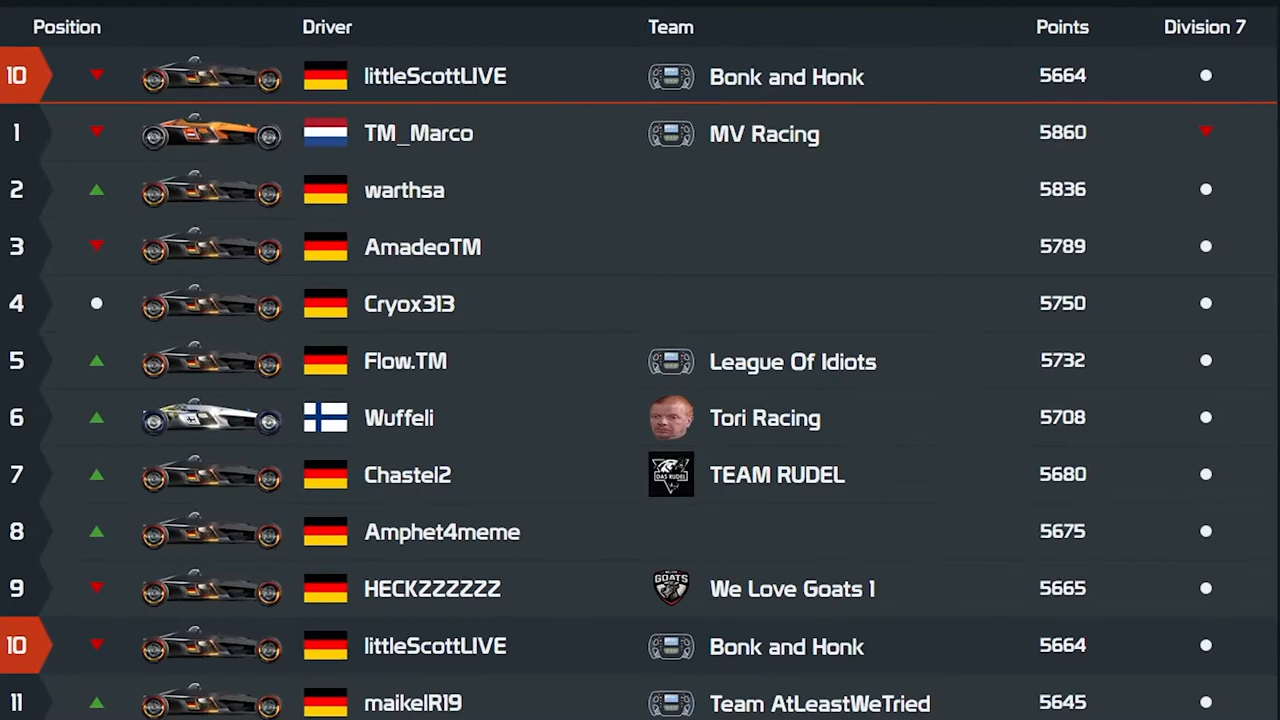 Position Driver Team Points Division 7
10 littleScottLIVE Bonk and Honk 5664
1 TM_Marco MV Racing 5860
2 warthsa 5836
3 AmadeoTM 5789
4 Cryox313 5750
5 Flow.TM League Of Idiots 5732
6 Wuffeli Tori Racing 5708
7 Chastel2 DAS RUDEL TEAM RUDEL 5680
8 Amphet4meme 5675
9 HECKZZZZZZ GOATS We Love Goats 1 5665
10 littleScottLIVE Bonk and Honk 5664
11 maikelR19 Team AtLeastWeTried 5645